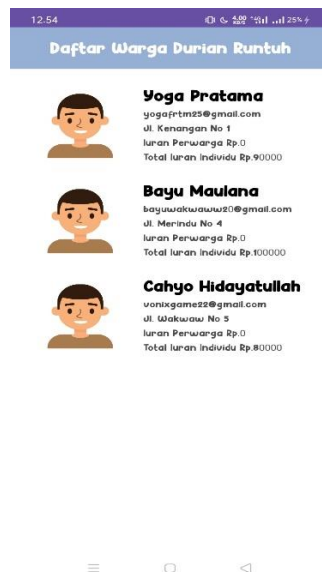 12.54
25%
Daftar Warga Durian Runtuh
Yoga Pratama
yogafrtm25@gmail.com
Jl. Kenangan No 1
Iuran Perwarga Rp.0
Total Iuran Individu Rp.90000
Bayu Maulana
bayuwakwaww20@gmail.com
Jl. Merindu No 4
Iuran Perwarga Rp.0
Total Iuran Individu Rp.100000
Cahyo Hidayatullah
vonixgame22@gmail.com
Jl. Wakwaw No 5
Iuran Perwarga Rp.0
Total Iuran Individu Rp.80000